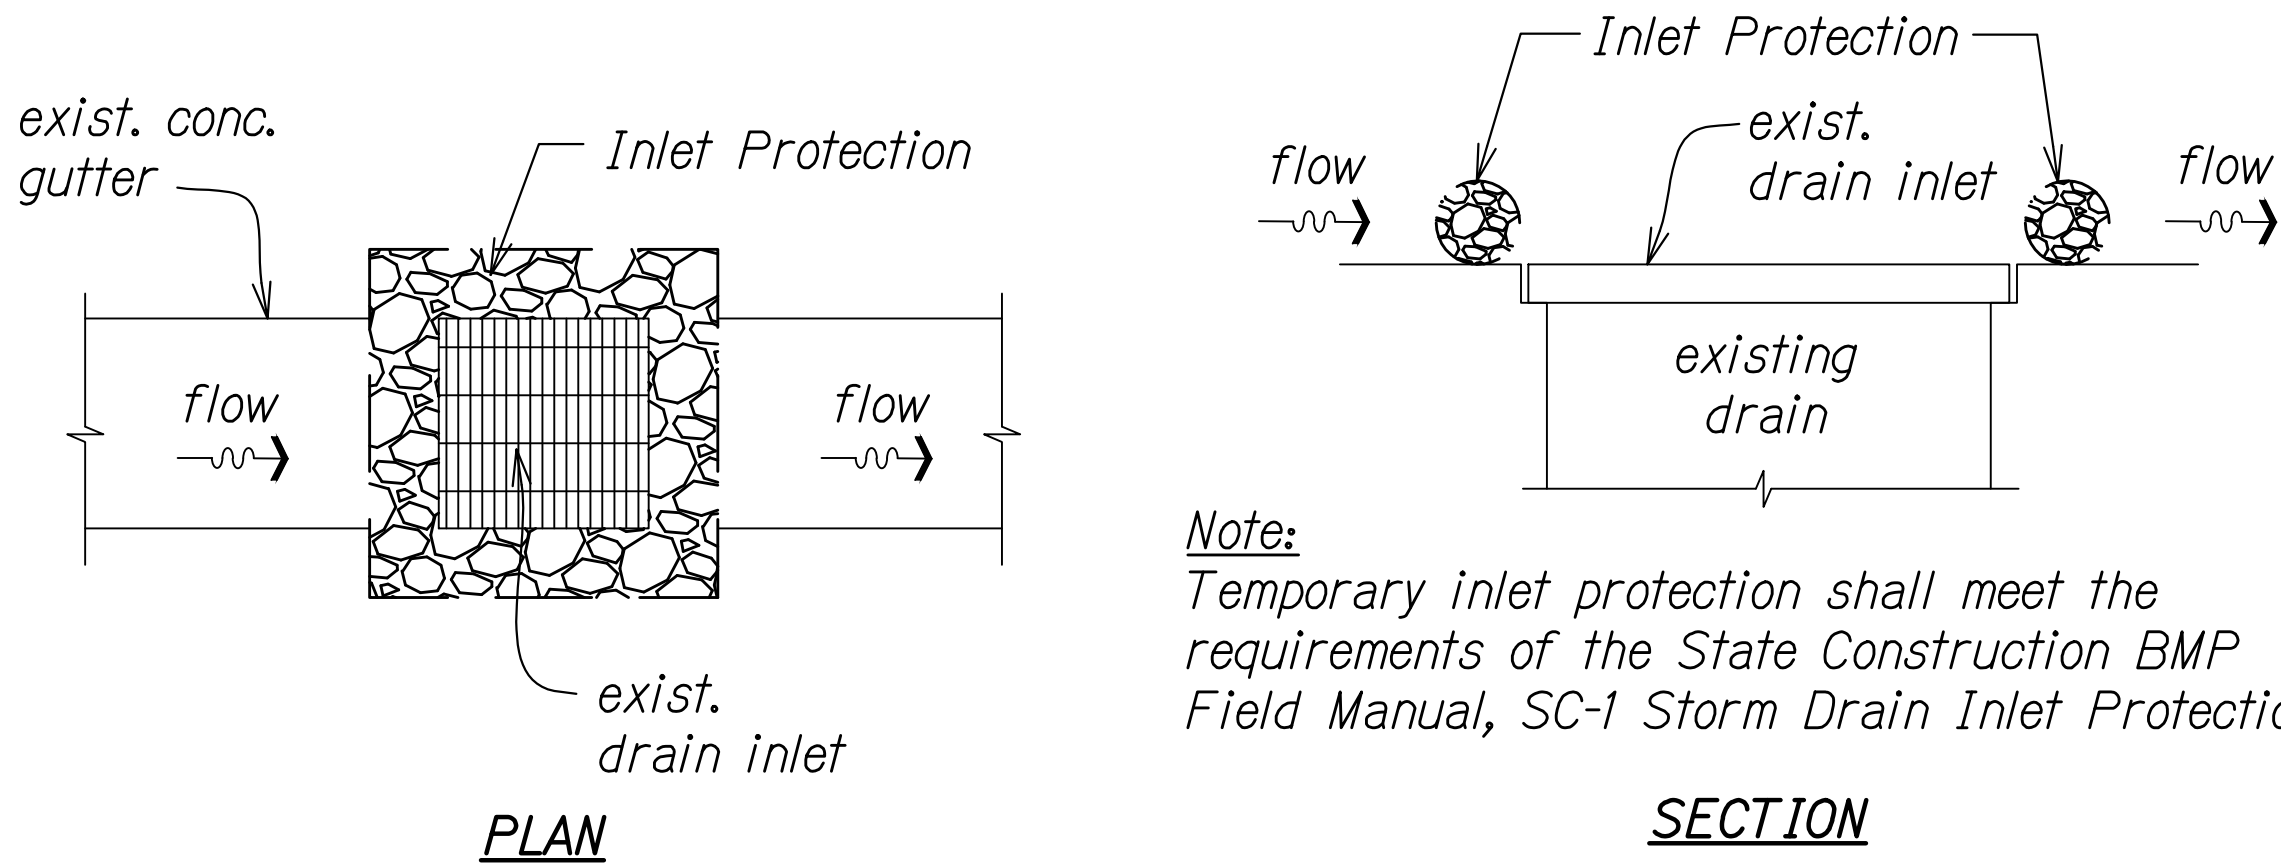 exist. conc.
gutter
Inlet Protection
flow
flow
exist.
drain inlet
PLAN
Inlet Protection
exist.
drain inlet
flow
flow
existing
drain
Note:
Temporary inlet protection shall meet the
requirements of the State Construction BMP
Field Manual, SC-1 Storm Drain Inlet
SECTION